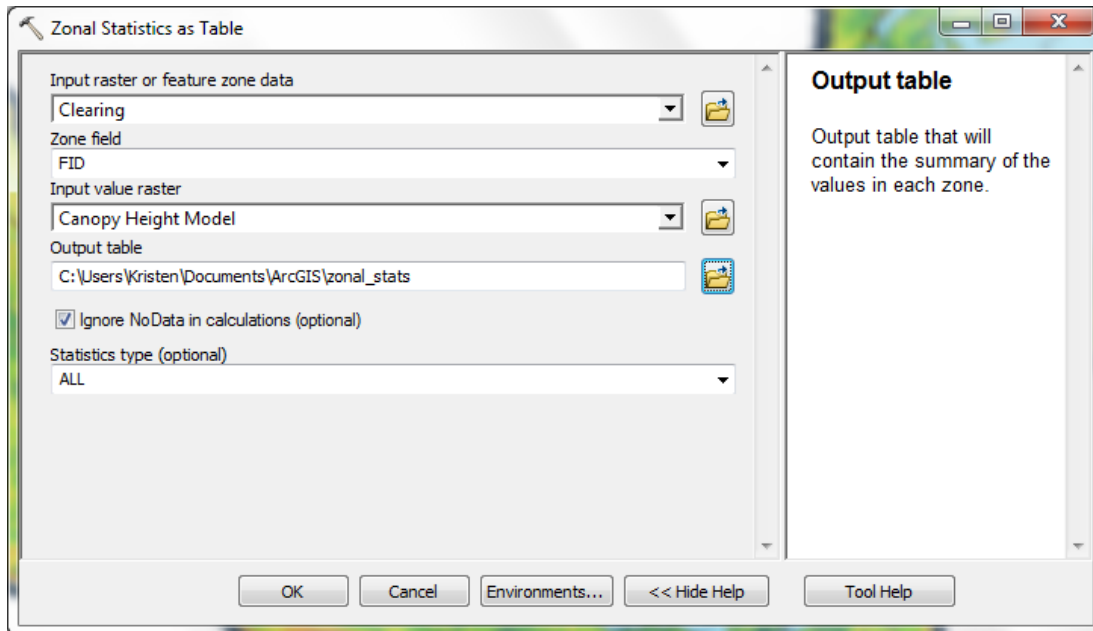 Zonal Statistics as Table
Input raster or feature zone data
Clearing
Zone field
FID
Input value raster
Canopy Height Model
Output table
C:\Users\Kristen\Documents\ArcGIS\zonal_stats
Ignore NoData in calculations (optional)
Statistics type (optional)
ALL
Output table
Output table that will
contain the summary of the
values in each zone.
OK
Cancel
Environments...
<< Hide Help
Tool Help